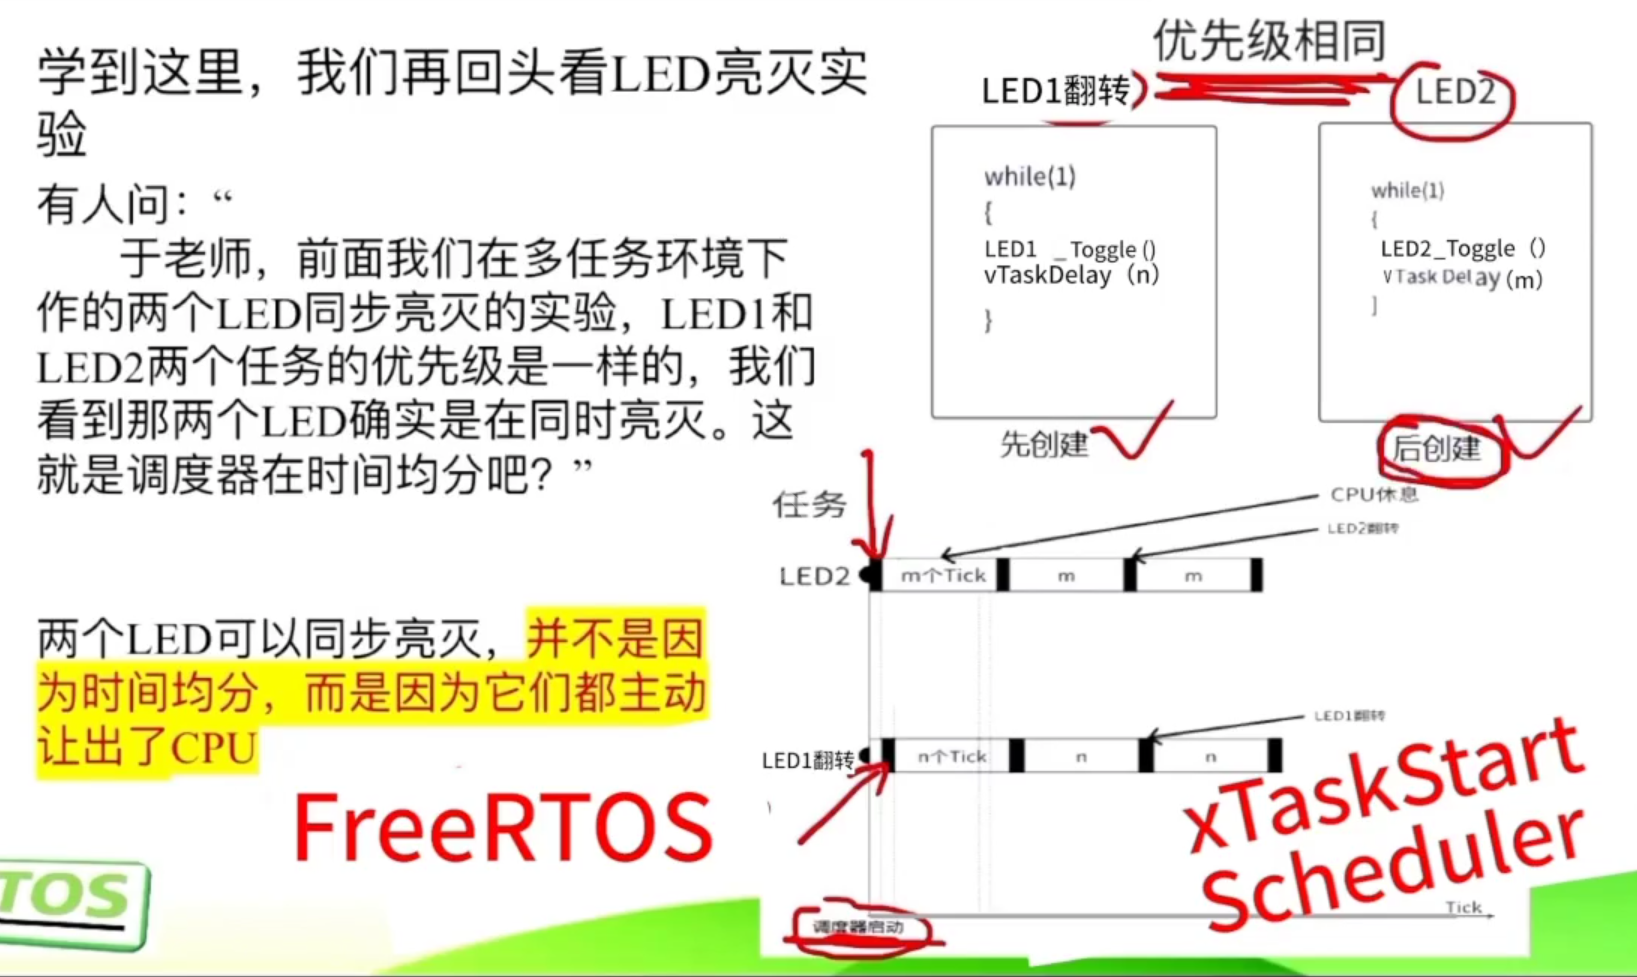 学到这里，我们再回头看LED亮灭实
验
有人问：“
于老师，前面我们在多任务环境下
作的两个LED同步亮灭的实验，LED1和
LED2两个任务的优先级是一样的，我们
看到那两个LED确实是在同时亮灭。这
就是调度器在时间均分吧？”
两个LED可以同步亮灭，并不是因
为时间均分，而是因为它们都主动
让出了CPU
FreeRTOS
TOS
优先级相同
LED1翻转
LED2
while(1)
{
LED1 _Toggle()
vTaskDelay（n）
}
先创建
while(1)
{
LED2_Toggle（）
VTask Delay(m)
]
后创建
任务
CPU休息
LED2翻转
LED2
m个Tick
m
m
LED1翻转
LED1翻转
n个Tick
n
n
xTaskStart
Scheduler
Tick
调度器启动